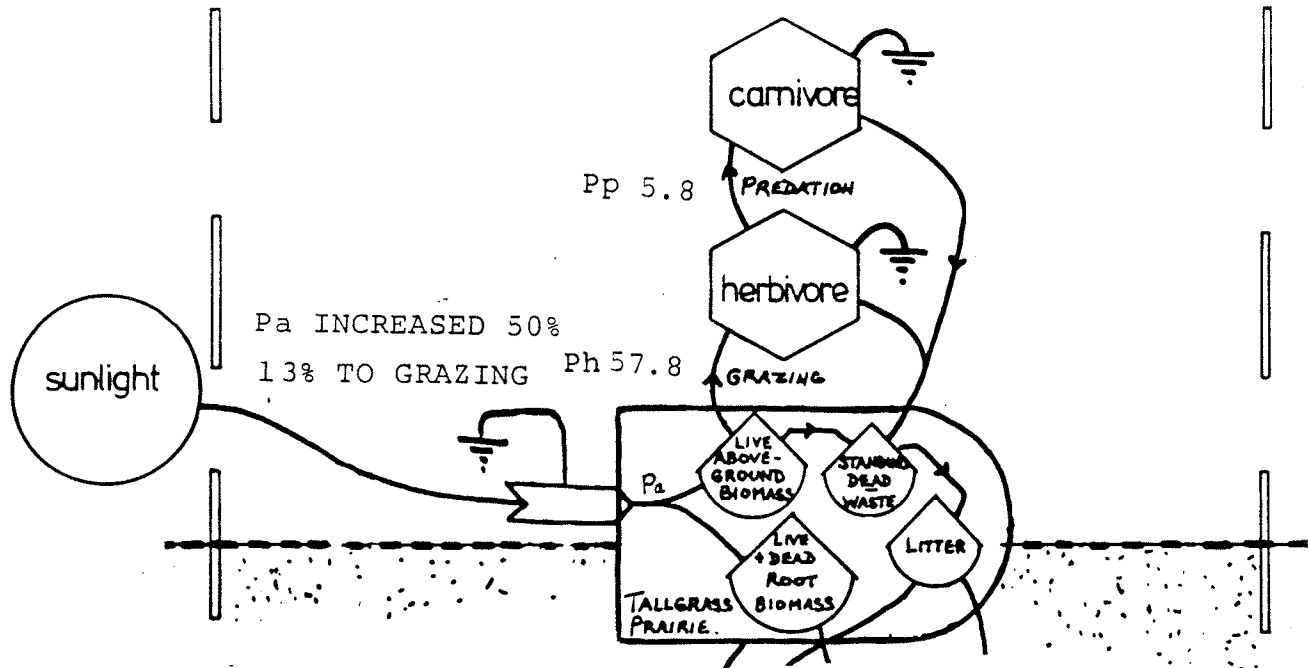 carnivore
Pp 5.8
PREDATION
herbivore
Pa INCREASED 50%
13% TO GRAZING
Ph 57.8
GRAZING
sunlight
Pa
LIVE
ABOVE-
GROUND
BIOMASS
STANDING
DEAD
WASTE
LIVE
+ DEAD
ROOT
BIOMASS
LITTER
TALLGRASS
PRAIRIE.